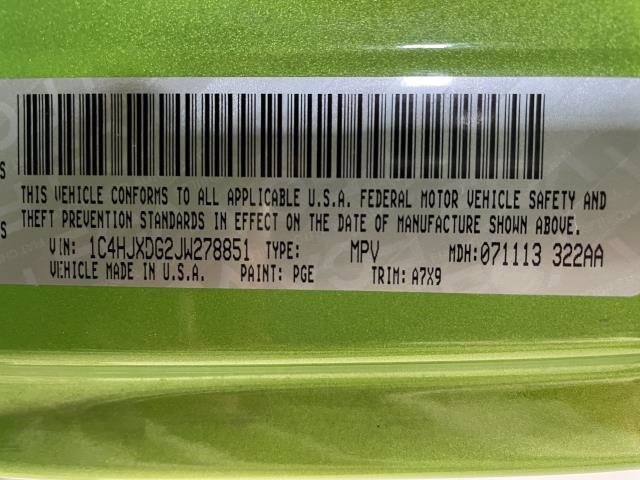 THIS VEHICLE CONFORMS TO ALL APPLICABLE U.S.A. FEDERAL MOTOR VEHICLE SAFETY AND
THEFT PREVENTION STANDARDS IN EFFECT ON THE DATE OF MANUFACTURE SHOWN ABOVE.
VIN: 1C4HJXDG2JW278851 TYPE: MPV MDH: 071113 322AA
VEHICLE MADE IN U.S.A. PAINT: PGE TRIM: A7X9